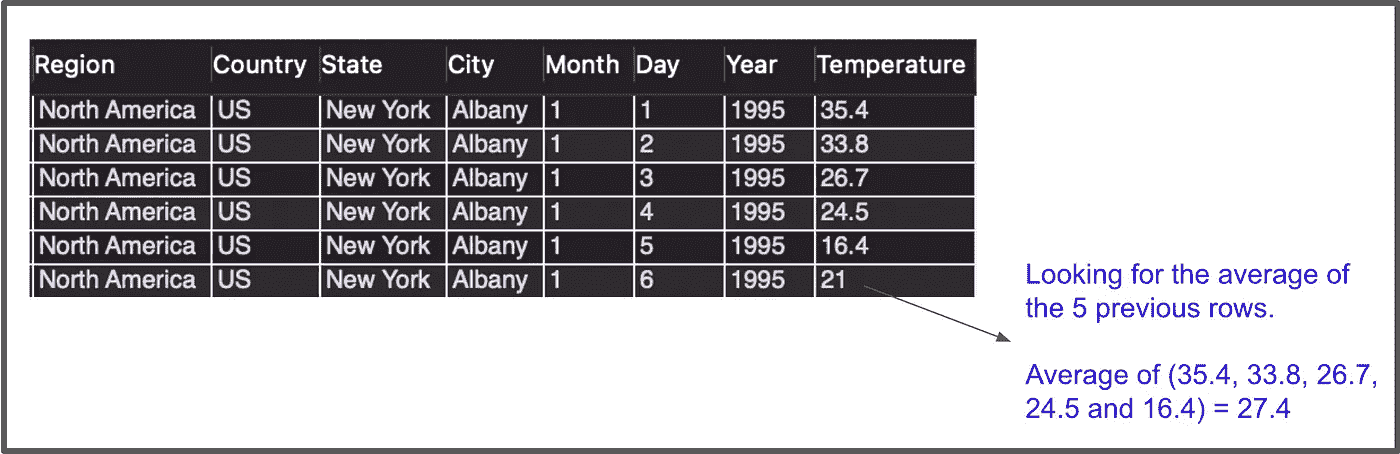 Region Country State City Month Day Year Temperature
North America US New York Albany 1 1 1995 35.4
North America US New York Albany 1 2 1995 33.8
North America US New York Albany 1 3 1995 26.7
North America US New York Albany 1 4 1995 24.5
North America US New York Albany 1 5 1995 16.4
North America US New York Albany 1 6 1995 21
Looking for the average of
the 5 previous rows.
Average of (35.4, 33.8, 26.7,
24.5 and 16.4) = 27.4